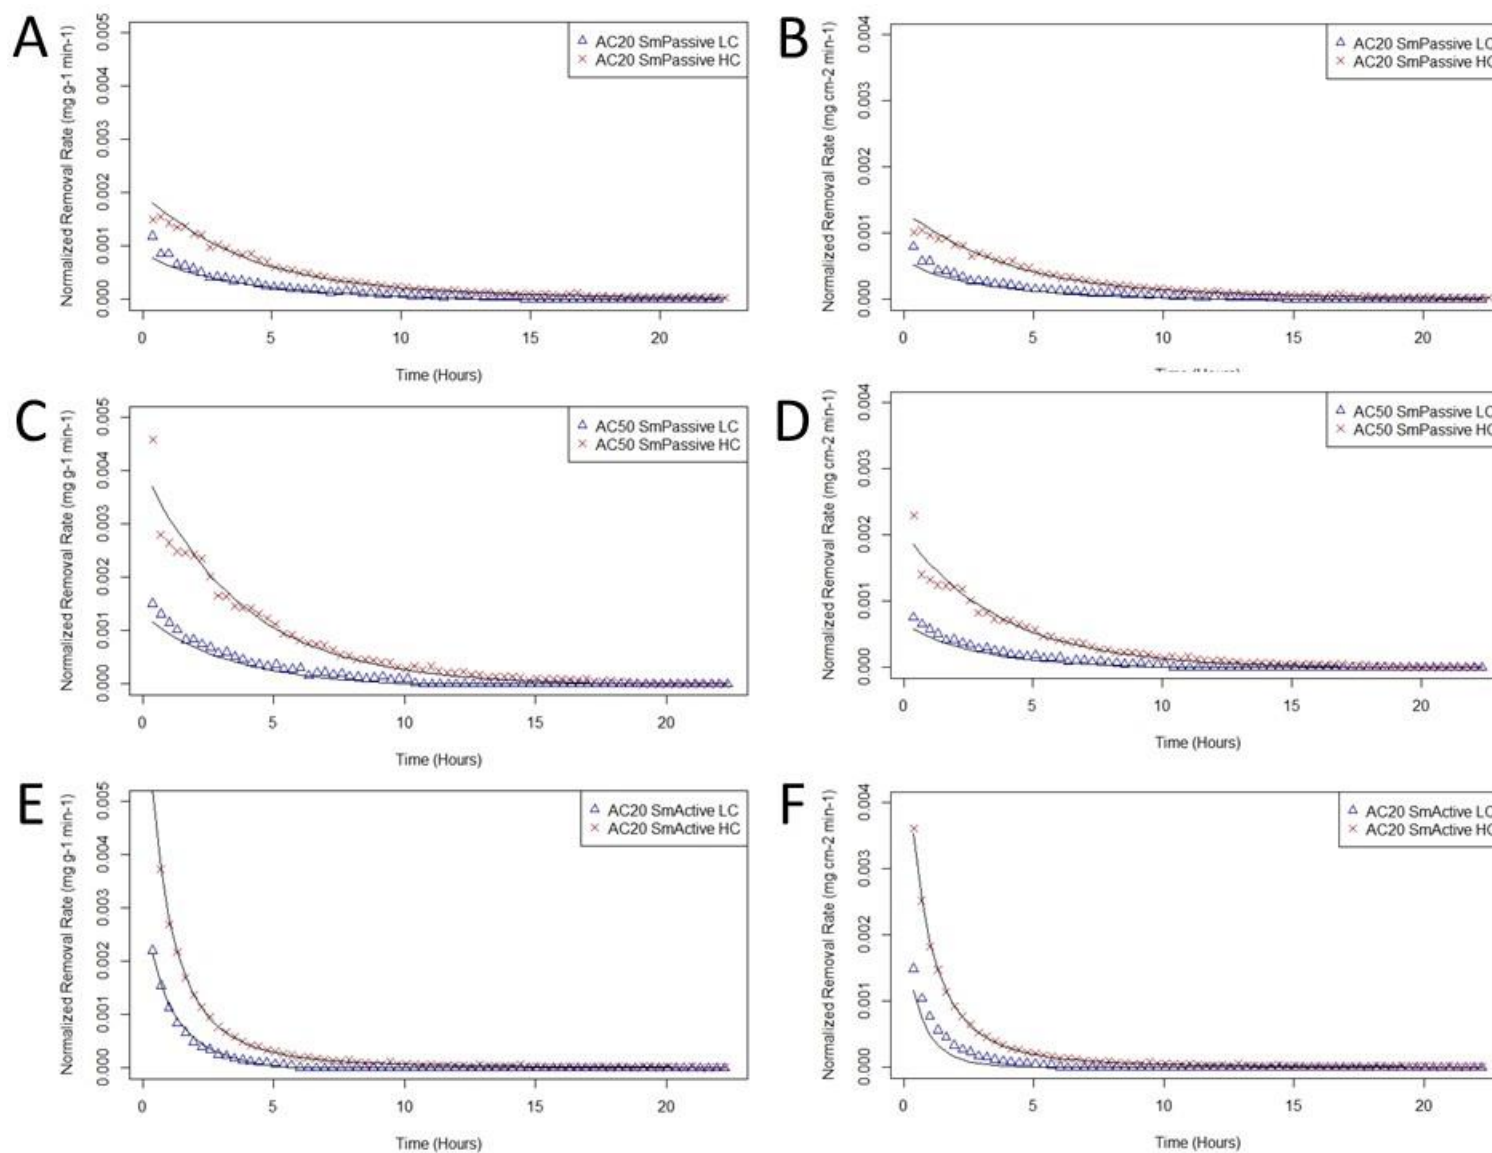 A
Normalized Removal Rate (mg g-1 min-1)
0.005
0.004
0.003
0.002
0.001
0.000
AC20 SmPassive LC
AC20 SmPassive HC
0 5 10 15 20
Time (Hours)
B
Normalized Removal Rate (mg cm-2 min-1)
0.004
0.003
0.002
0.001
0.000
AC20 SmPassive LC
AC20 SmPassive HC
0 5 10 15 20
C
Normalized Removal Rate (mg g-1 min-1)
0.005
0.004
0.003
0.002
0.001
0.000
AC50 SmPassive LC
AC50 SmPassive HC
0 5 10 15 20
Time (Hours)
D
Normalized Removal Rate (mg cm-2 min-1)
0.004
0.003
0.002
0.001
0.000
AC50 SmPassive LC
AC50 SmPassive HC
0 5 10 15 20
Time (Hours)
E
Normalized Removal Rate (mg g-1 min-1)
0.005
0.004
0.003
0.002
0.001
0.000
AC20 SmActive LC
AC20 SmActive HC
0 5 10 15 20
Time (Hours)
F
Normalized Removal Rate (mg cm-2 min-1)
0.004
0.003
0.002
0.001
0.000
AC20 SmActive LC
AC20 SmActive HC
0 5 10 15 20
Time (Hours)